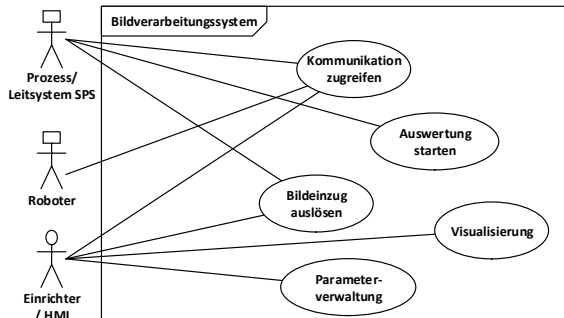 Bildverarbeitungssystem
Prozess/
Leitsystem SPS
Kommunikation
zugreifen
Auswertung
starten
Roboter
Bildeinzug
auslösen
Visualisierung
Einrichter
/ HMI
Parameter-
verwaltung